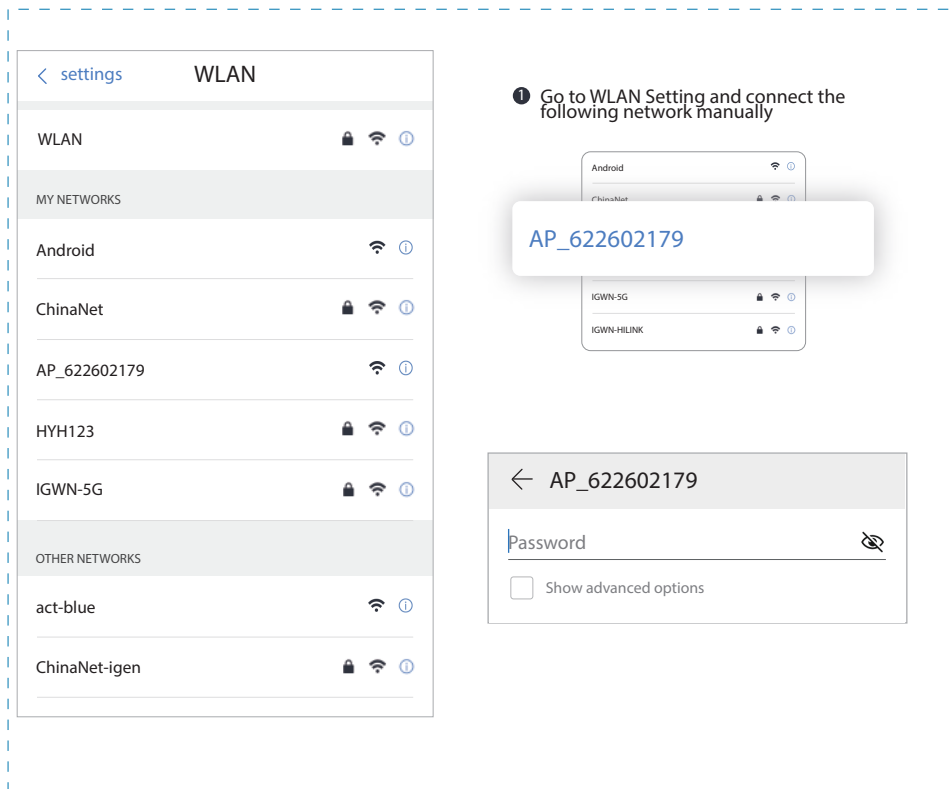 settings
WLAN
WLAN
MY NETWORKS
Android
ChinaNet
AP_622602179
HYH123
IGWN-5G
OTHER NETWORKS
act-blue
ChinaNet-igen
1 Go to WLAN Setting and connect the
following network manually
Android
ChinaNet
AP_622602179
IGWN-5G
IGWN-HILINK
AP_622602179
Password
Show advanced options